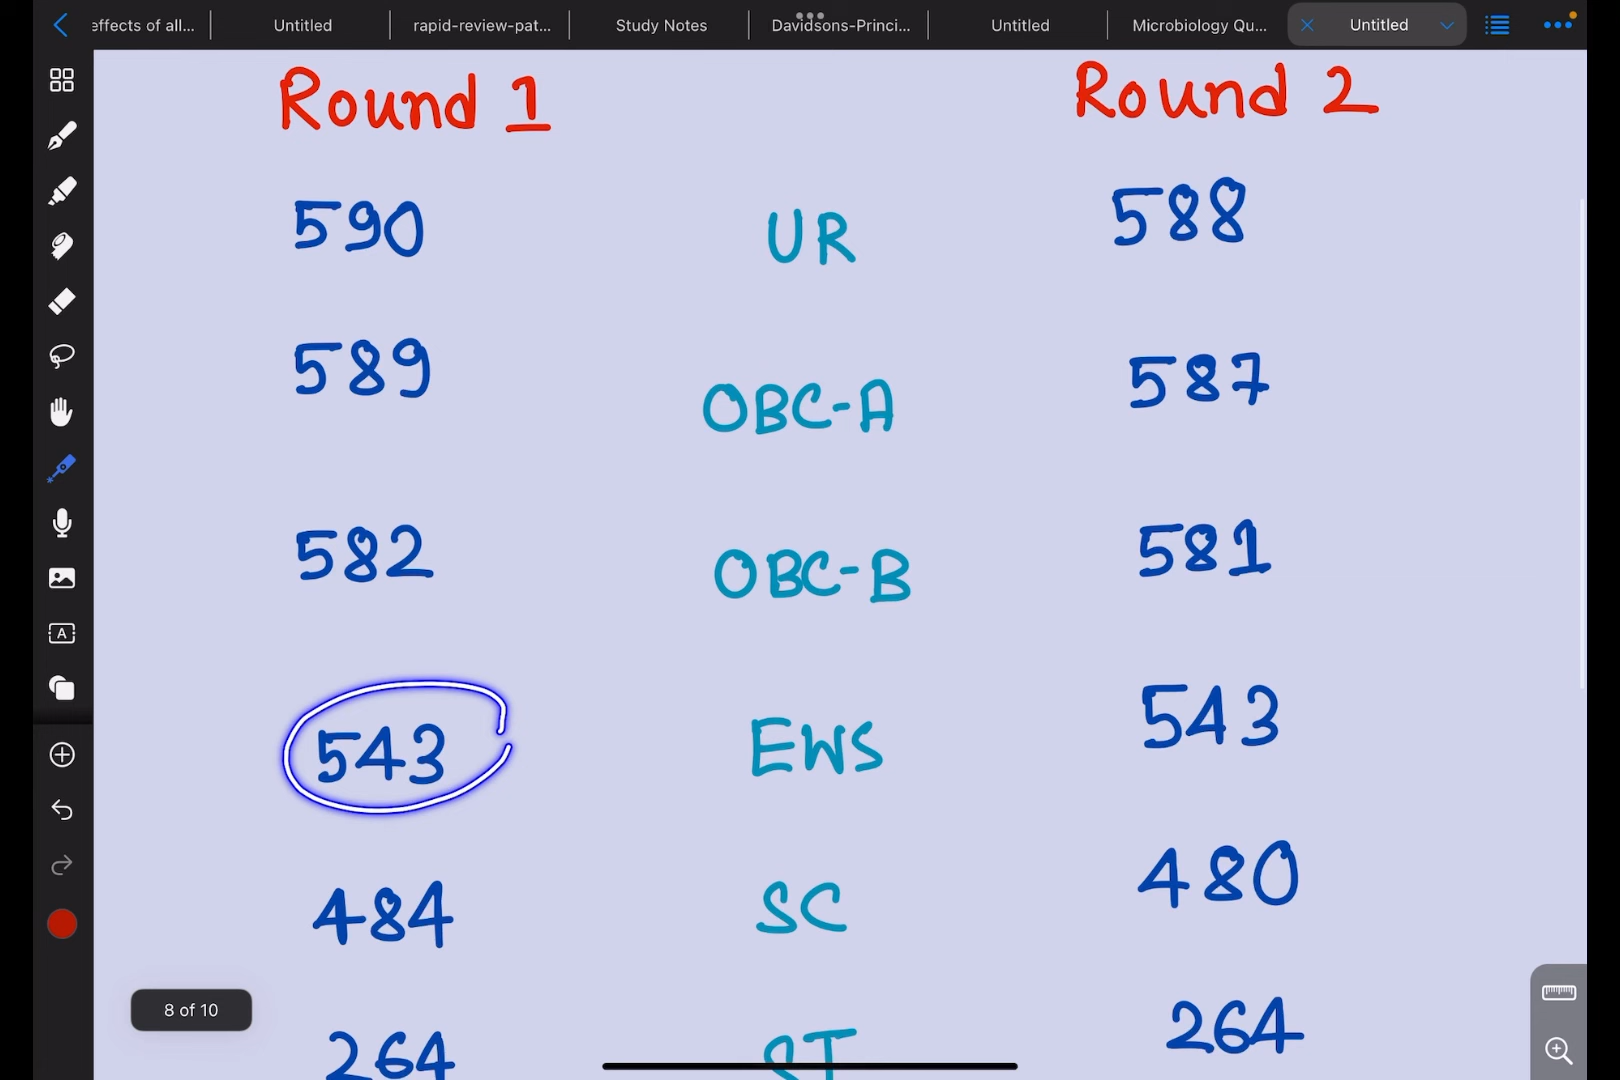 effects of all... Untitled rapid-review-pat... Study Notes Davidsons-Princi... Untitled Microbiology Qu... Untitled
Round 1 Round 2
590 UR 588
589 OBC-A 587
582 OBC-B 581
543 EWS 543
484 SC 480
264 ST 264
8 of 10